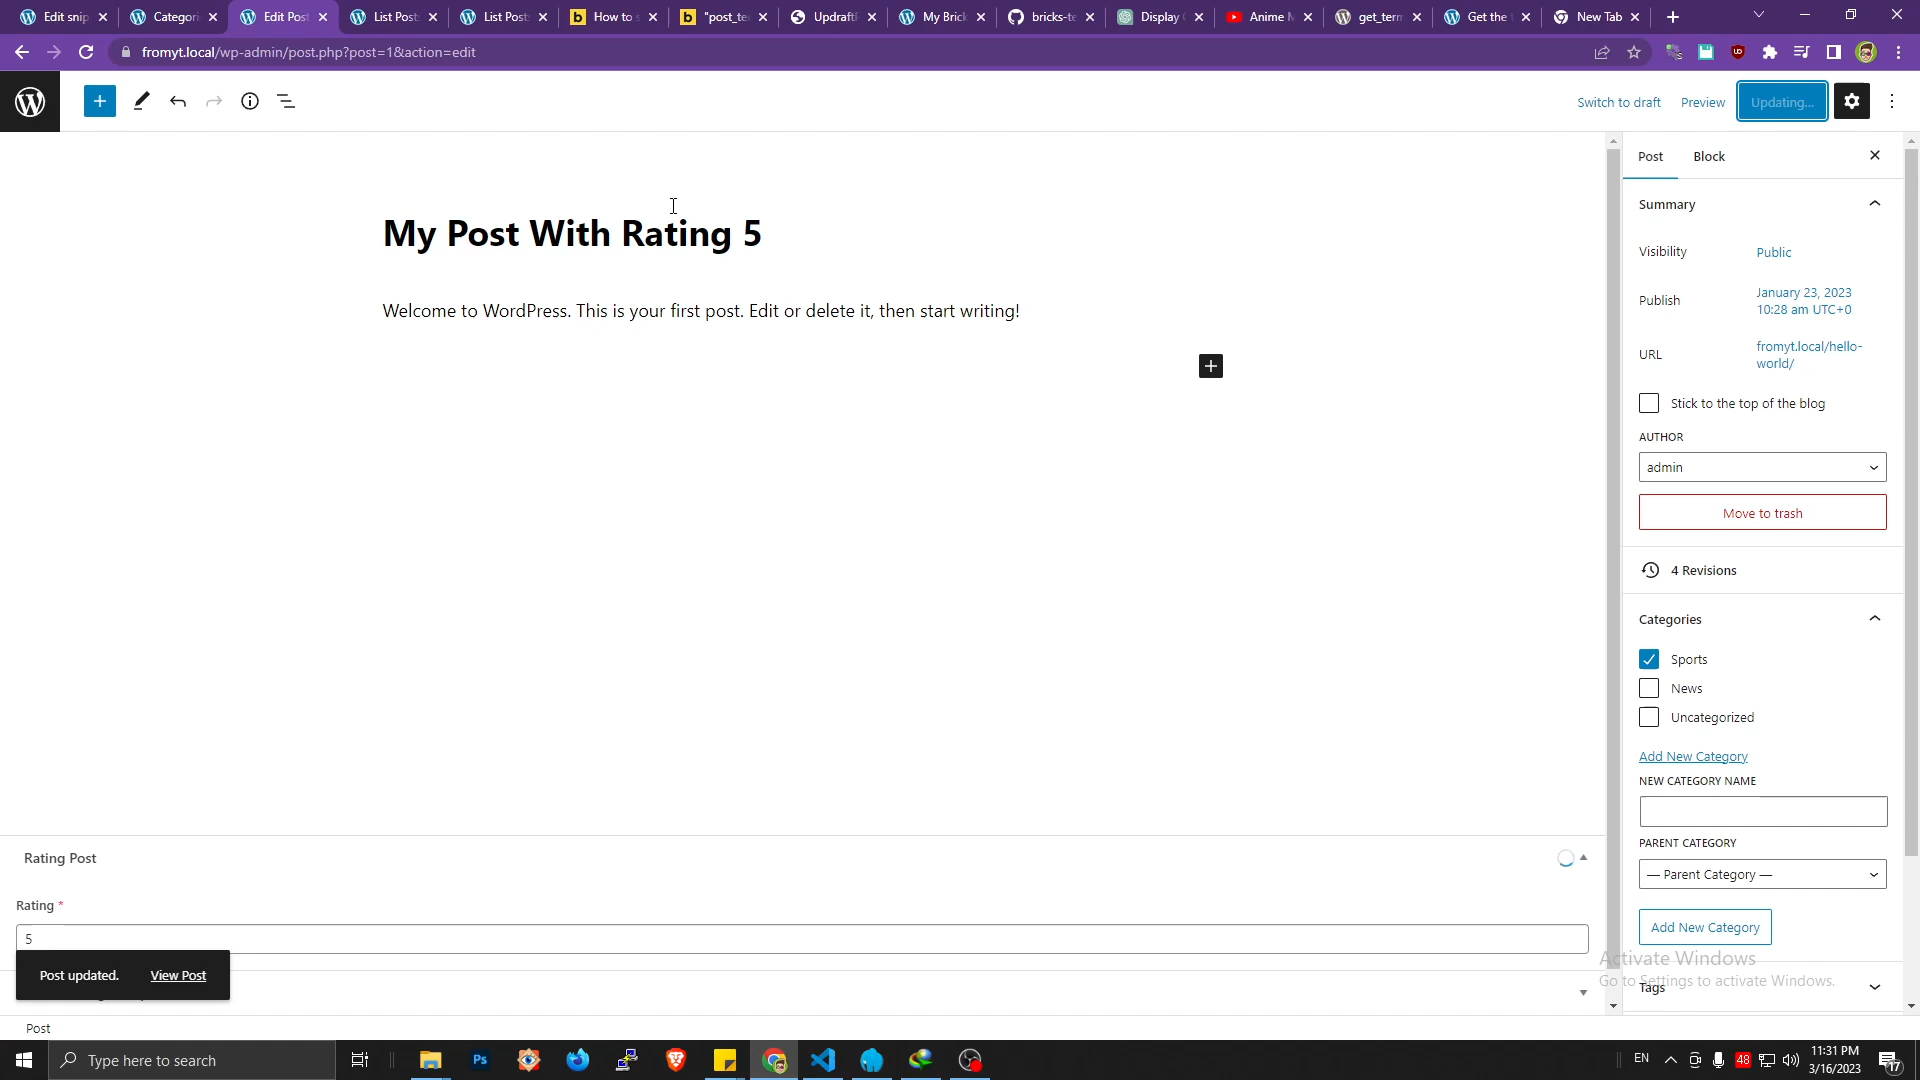 Edit snip
Categori
Edit Pos
List Post
List Post
How to s
"post_te
Updraft
My Brick
bricks-te
Display
Anime M
get_tern
Get the
New Tab
fromyt.local/wp-admin/post.php?post=1&action=edit
Switch to draft
Preview
Updating...
Post
Block
My Post With Rating 5
Welcome to WordPress. This is your first post. Edit or delete it, then start writing!
Summary
Visibility
Public
Publish
January 23, 2023
10:28 am UTC+0
URL
fromyt.local/hello-
world/
Stick to the top of the blog
AUTHOR
admin
Move to trash
4 Revisions
Categories
Sports
News
Uncategorized
Add New Category
NEW CATEGORY NAME
PARENT CATEGORY
— Parent Category —
Add New Category
Tags
Rating Post
Rating *
5
Post updated.
View Post
Post
Activate Windows
Go to Settings to activate Windows.
Type here to search
Ps
EN
48
11:31 PM
3/16/2023
17